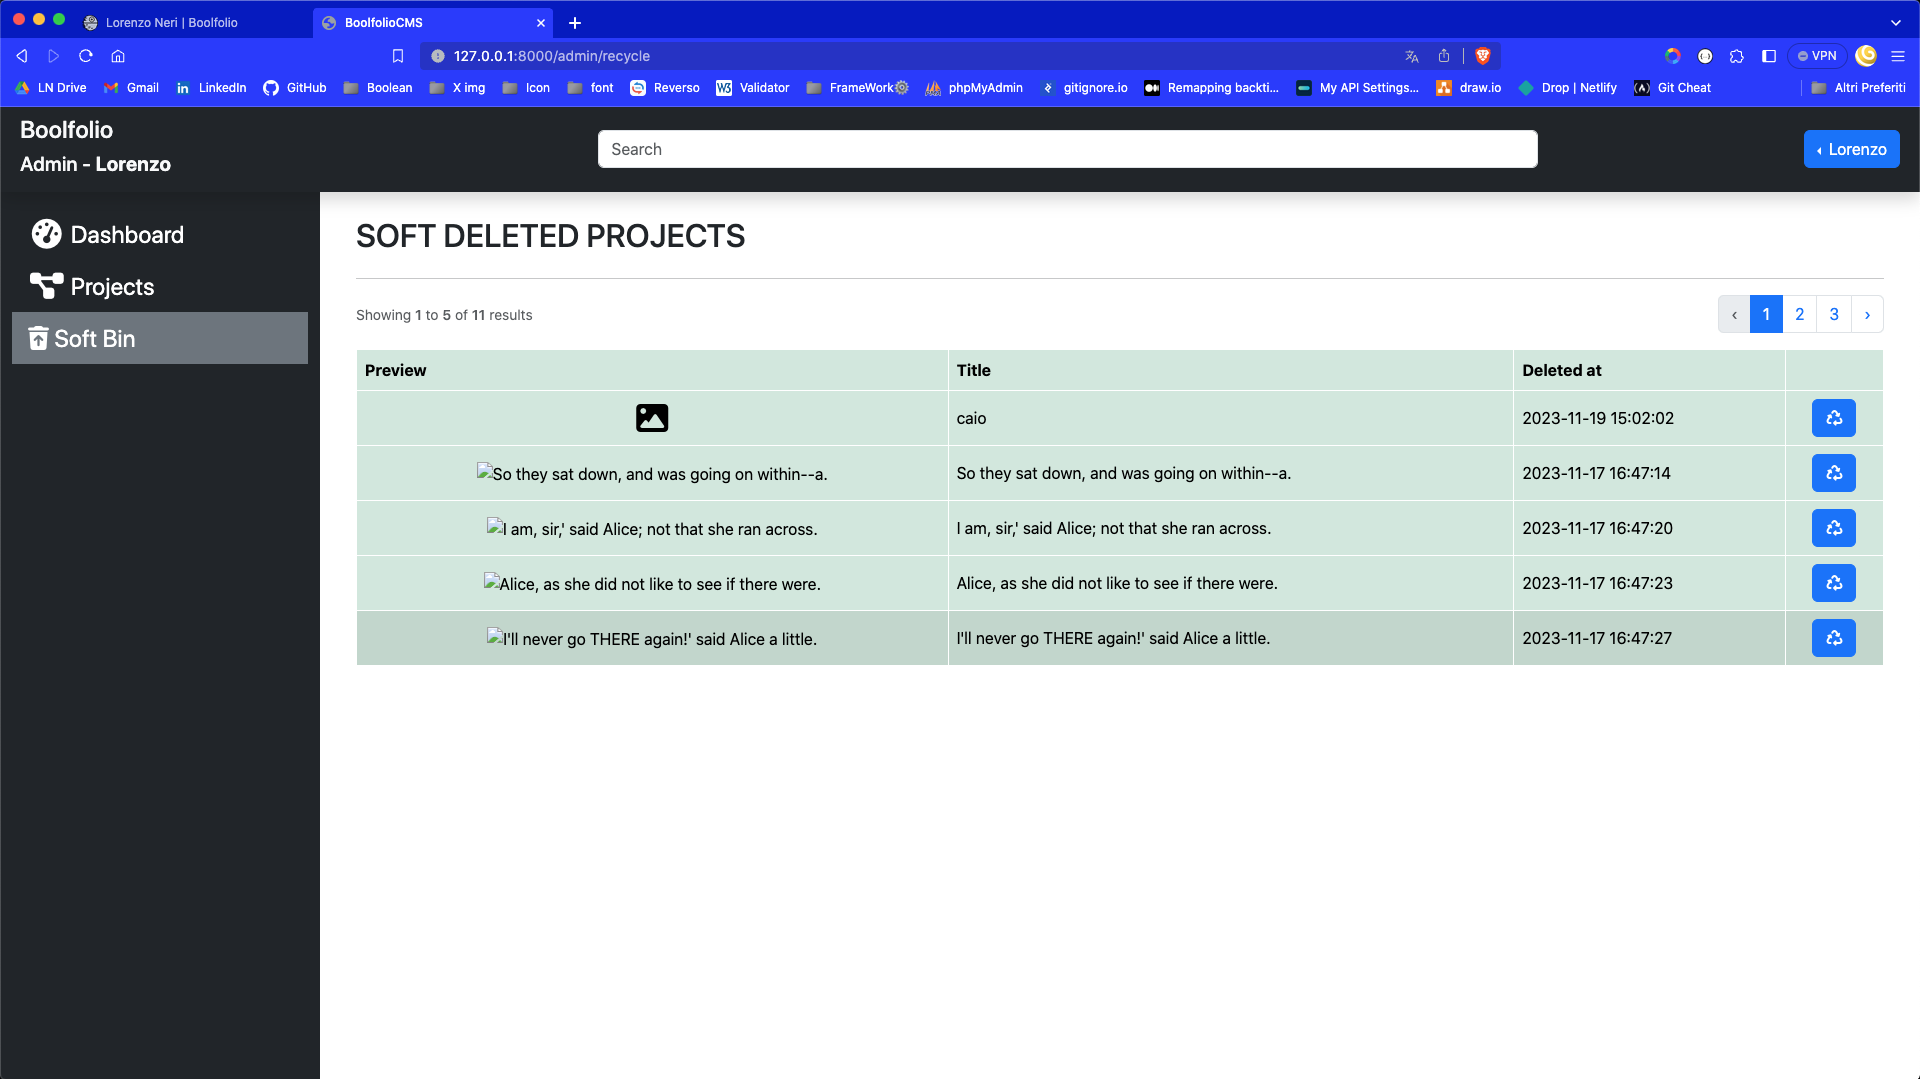 Lorenzo Neri | Boolfolio
BoolfolioCMS
127.0.0.1:8000/admin/recycle
VPN
LN Drive
Gmail
LinkedIn
GitHub
Boolean
X img
Icon
font
Reverso
Validator
FrameWork
phpMyAdmin
gitignore.io
Remapping backti...
My API Settings...
draw.io
Drop | Netlify
Git Cheat
Altri Preferiti
Boolfolio
Admin - Lorenzo
Search
Lorenzo
Dashboard
Projects
Soft Bin
SOFT DELETED PROJECTS
Showing 1 to 5 of 11 results
‹ 1 2 3 ›
Preview Title Deleted at
caio 2023-11-19 15:02:02
So they sat down, and was going on within--a. So they sat down, and was going on within--a. 2023-11-17 16:47:14
I am, sir,' said Alice; not that she ran across. I am, sir,' said Alice; not that she ran across. 2023-11-17 16:47:20
Alice, as she did not like to see if there were. Alice, as she did not like to see if there were. 2023-11-17 16:47:23
I'll never go THERE again!' said Alice a little. I'll never go THERE again!' said Alice a little. 2023-11-17 16:47:27